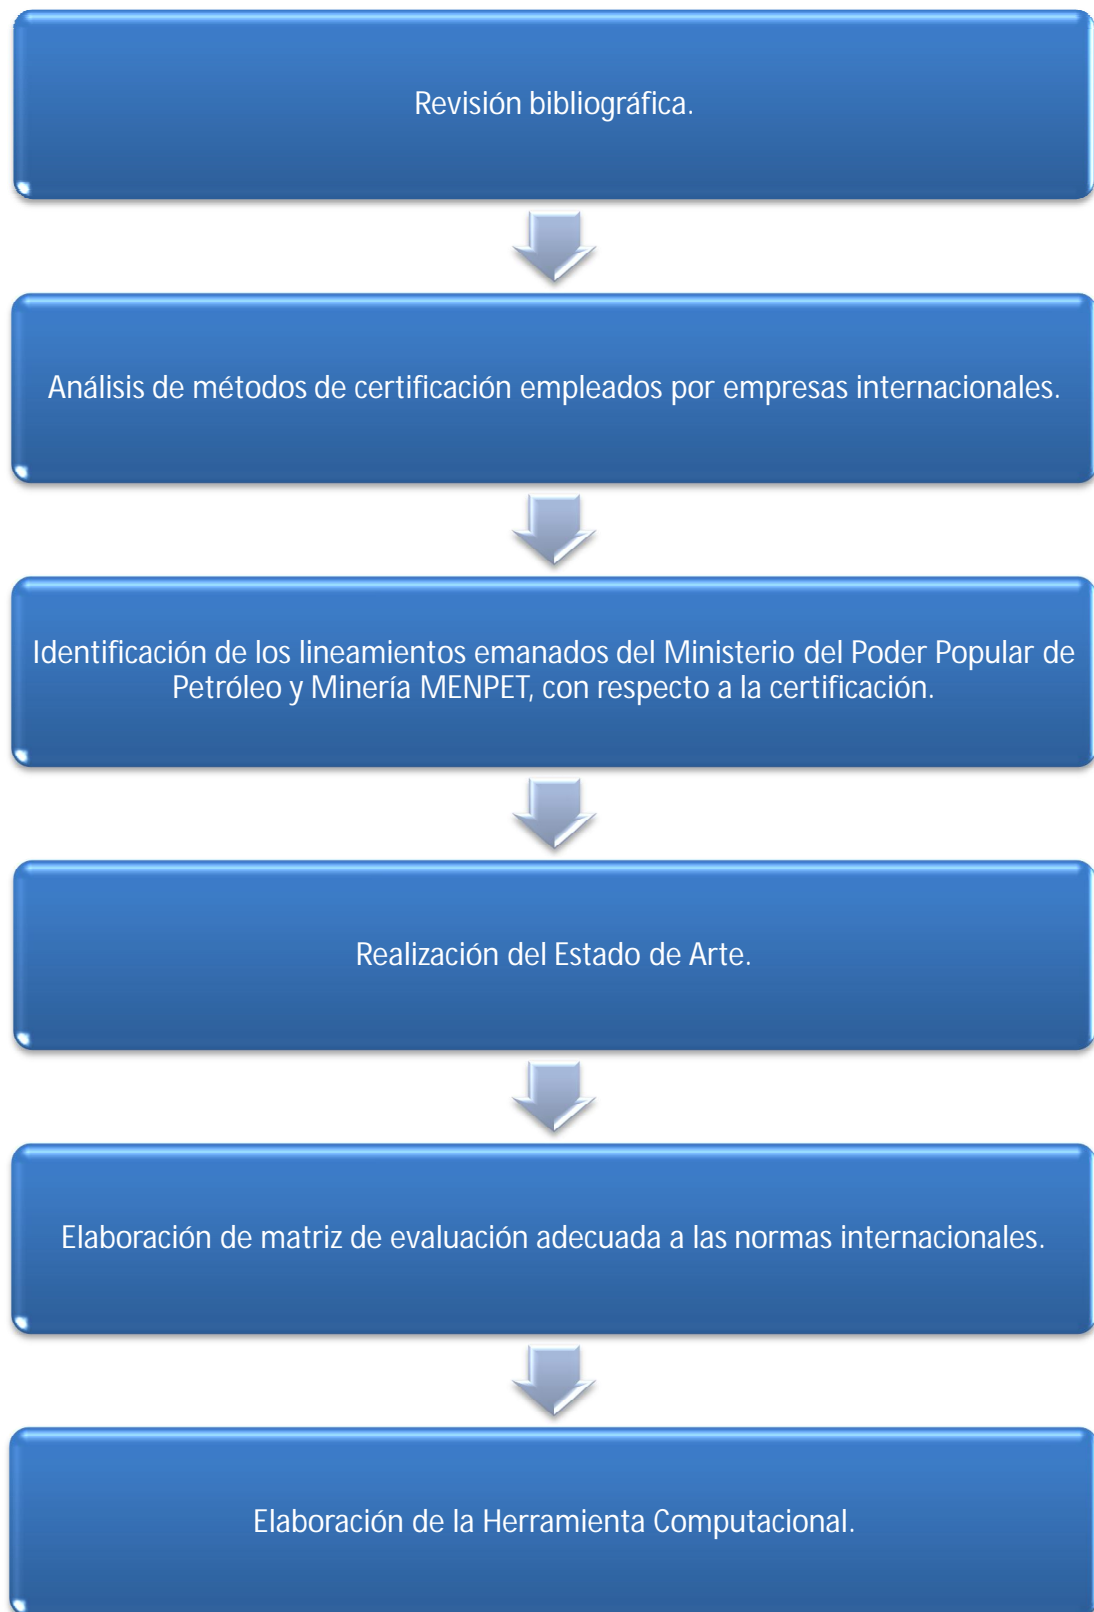 Revisión bibliográfica.
Análisis de métodos de certificación empleados por empresas internacionales.
Identificación de los lineamientos emanados del Ministerio del Poder Popular de
Petróleo y Minería MENPET, con respecto a la certificación.
Realización del Estado de Arte.
Elaboración de matriz de evaluación adecuada a las normas internacionales.
Elaboración de la Herramienta Computacional.